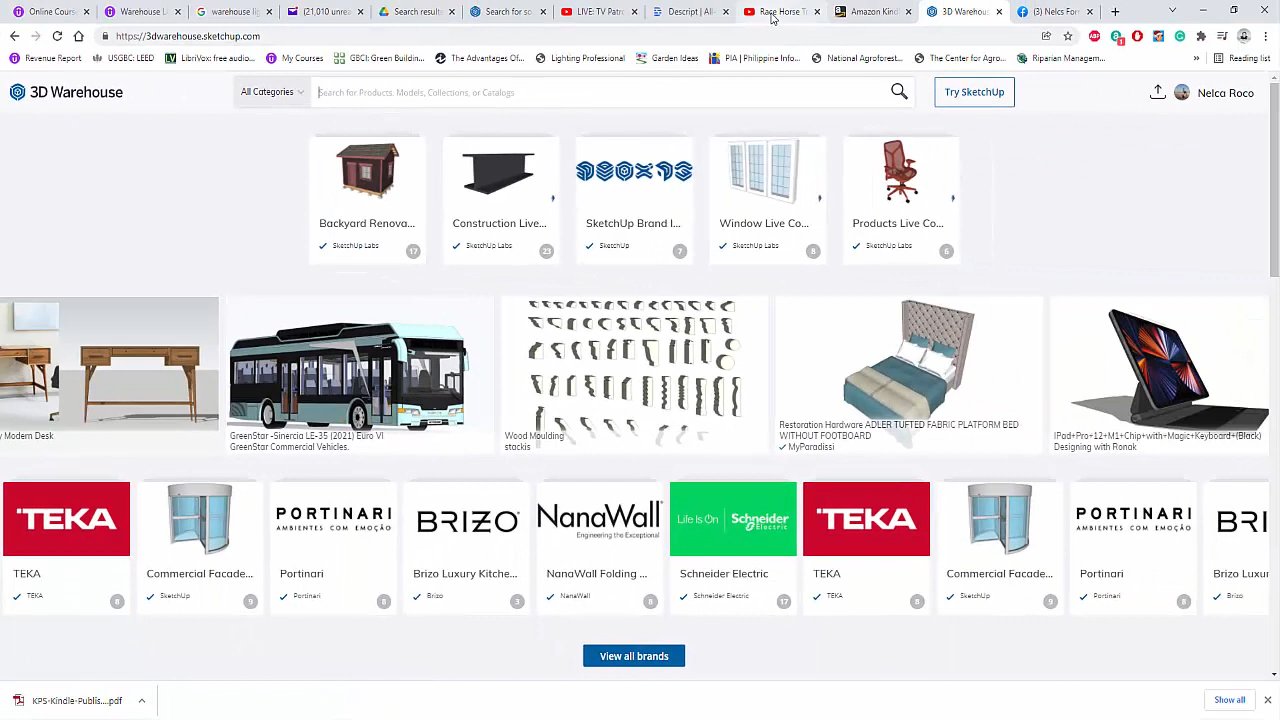 Online Cours
Warehouse L
warehouse lig
(21,010 unrea
Search result
Search for so
LIVE: TV Patro
Descript | All
Race Horse T
Amazon Kindl
3D Warehous
(3) Nelcs Forn
https://3dwarehouse.sketchup.com
Revenue Report
USGBC: LEED
LibriVox: free audio...
My Courses
GBCI: Green Building...
The Advantages Of...
Lighting Professional
Garden Ideas
PIA | Philippine Info...
National Agroforest...
The Center for Agro...
Riparian Managem...
»
Reading list
3D Warehouse
All Categories
Search for Products, Models, Collections, or Catalogs
Try SketchUp
Nelca Roco
Backyard Renova...
Construction Live...
SketchUp Brand I...
Window Live Co...
Products Live Co...
SketchUp Labs
17
SketchUp Labs
23
SketchUp
7
SketchUp Labs
8
SketchUp Labs
6
y Modern Desk
GreenStar -Sinercia LE-35 (2021) Euro VI
GreenStar Commercial Vehicles.
Wood Moulding
stackis
Restoration Hardware ADLER TUFTED FABRIC PLATFORM BED
WITHOUT FOOTBOARD
MyParadissi
IPad+Pro+12+M1+Chip+with+Magic+Keyboard+(Black)
Designing with Ronak
TEKA
PORTINARI
AMBIENTES COM EMOÇÃO
BRIZO
NanaWall
Engineering the Exceptional
Life Is On | Schneider
Electric
TEKA
PORTINARI
AMBIENTES COM EMOÇÃO
BRI
TEKA
Commercial Facade...
Portinari
Brizo Luxury Kitche...
NanaWall Folding ...
Schneider Electric
TEKA
Commercial Facade...
Portinari
Brizo Luxur
TEKA
8
SketchUp
9
Portinari
8
Brizo
3
NanaWall
8
Schneider Electric
17
TEKA
8
SketchUp
9
Portinari
8
Brizo
View all brands
KPS-Kindle-Publis....pdf
Show all